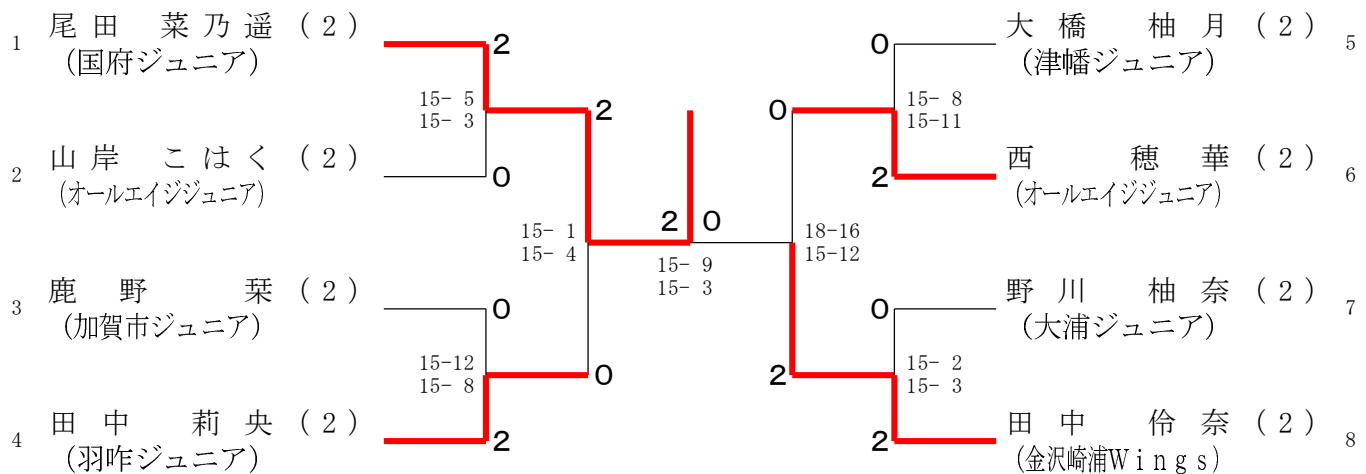 1 尾田 菜乃遥 (2) 2
(国府ジュニア)
15- 5
15- 3
2
山岸 こはく (2)
2
(オールエイジジュニア)
0
15- 1
15- 4
鹿野 栞 (2)
3
(加賀市ジュニア)
0
15-12
15- 8
0
田中 莉央 (2)
4
(羽咋ジュニア)
2
2 0
15- 9
15- 3
大橋 柚月 (2)
0
5
(津幡ジュニア)
0
15- 8
15-11
西 穂華 (2)
2
6
(オールエイジジュニア)
18-16
15-12
野川 柚奈 (2)
0
7
(大浦ジュニア)
15- 2
15- 3
2
田中 伶奈 (2)
2
8
(金沢崎浦Wings)